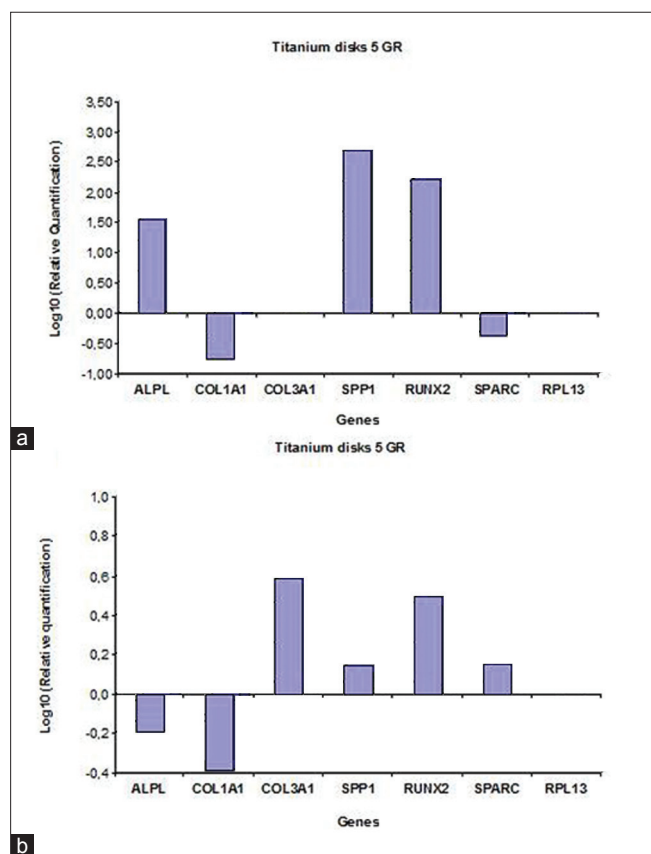 Titanium disks 5 GR
Log10 (Relative Quantification)
3,50
3,00
2,50
2,00
1,50
1,00
0,50
0,00
-0,50
-1,00
ALPL COL1A1 COL3A1 SPP1 RUNX2 SPARC RPL13
Genes
a
Titanium disks 5 GR
Log10 (Relative quantification)
1,0
0,8
0,6
0,4
0,2
0,0
-0,2
-0,4
ALPL COL1A1 COL3A1 SPP1 RUNX2 SPARC RPL13
Genes
b